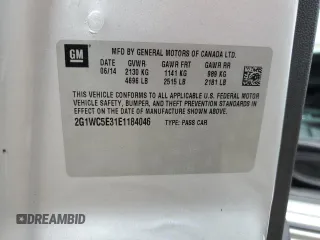 GM
MFD BY GENERAL MOTORS OF CANADA LTD.
DATE GVWR GAWR FRT GAWR RR
06/14 2130 KG 1141 KG 989 KG
4696 LB 2515 LB 2181 LB
THIS VEHICLE CONFORMS TO ALL APPLICABLE U.S. FEDERAL MOTOR
VEHICLE SAFETY, BUMPER, AND THEFT PREVENTION STANDARDS
IN EFFECT ON THE DATE OF MANUFACTURE SHOWN ABOVE.
2G1WC5E31E1184046 TYPE: PASS CAR
DREAMBID